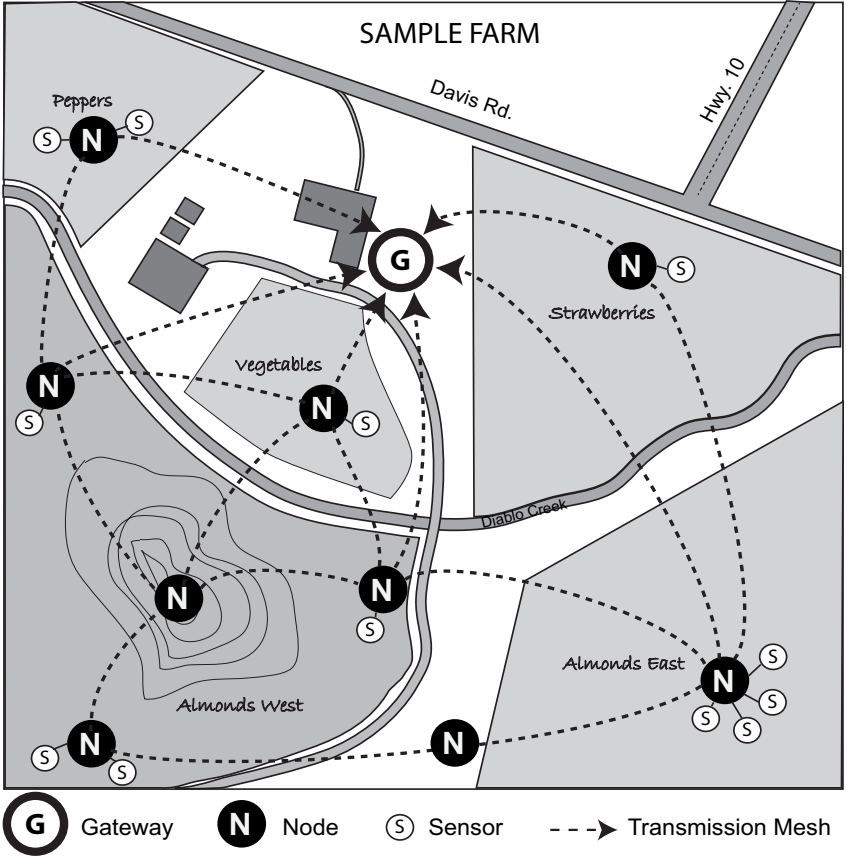 SAMPLE FARM
Davis Rd.
Hwy. 10
Peppers
S
S
N
G
N
S
Strawberries
Vegetables
N
S
N
S
Diablo Creek
N
N
S
Almonds East
N
S
S
S
S
Almonds West
N
S
S
N
G Gateway
N Node
S Sensor
Transmission Mesh